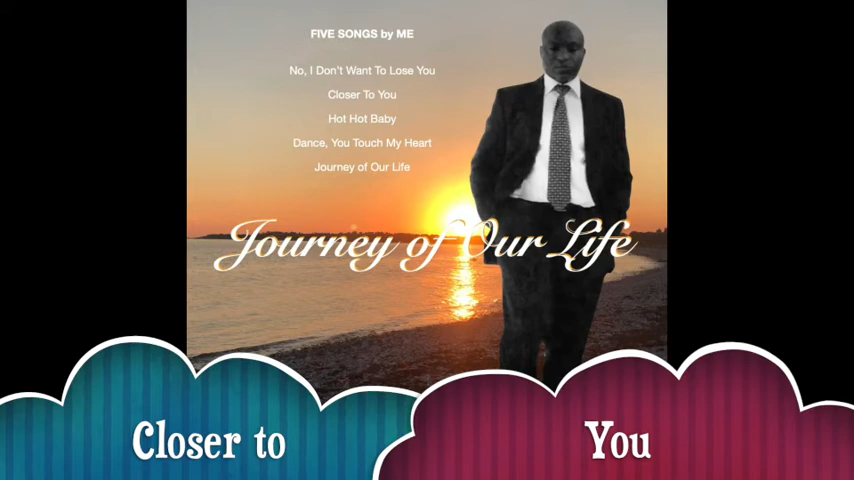 FIVE SONGS by ME
No, I Don't Want To Lose You
Closer To You
Hot Hot Baby
Dance, You Touch My Heart
Journey of Our Life
Journey of Our Life
Closer to You